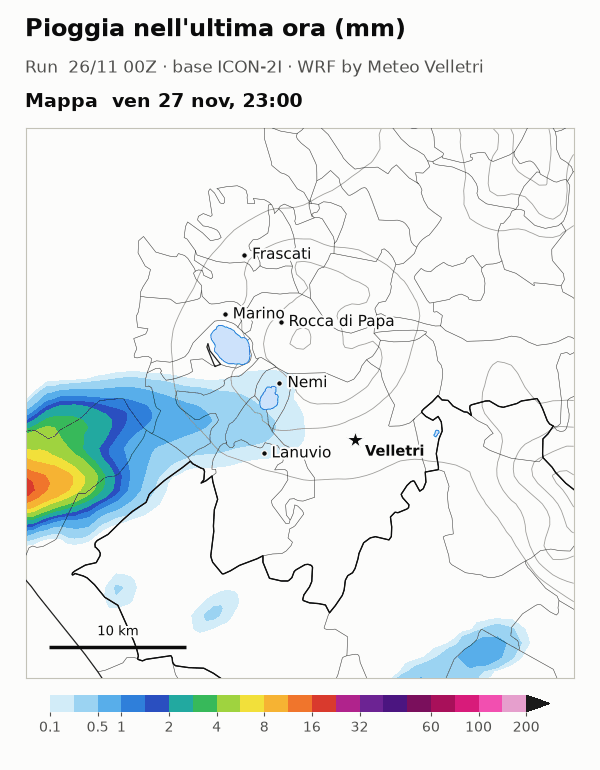 Pioggia nell'ultima ora (mm)
Run  26/11 00Z · base ICON-2I · WRF by Meteo Velletri
Mappa  ven 27 nov, 23:00
Frascati
Marino
Rocca di Papa
Nemi
Velletri
Lanuvio
10 km
0.1 0.5 1 2 4 8 16 32 60 100 200